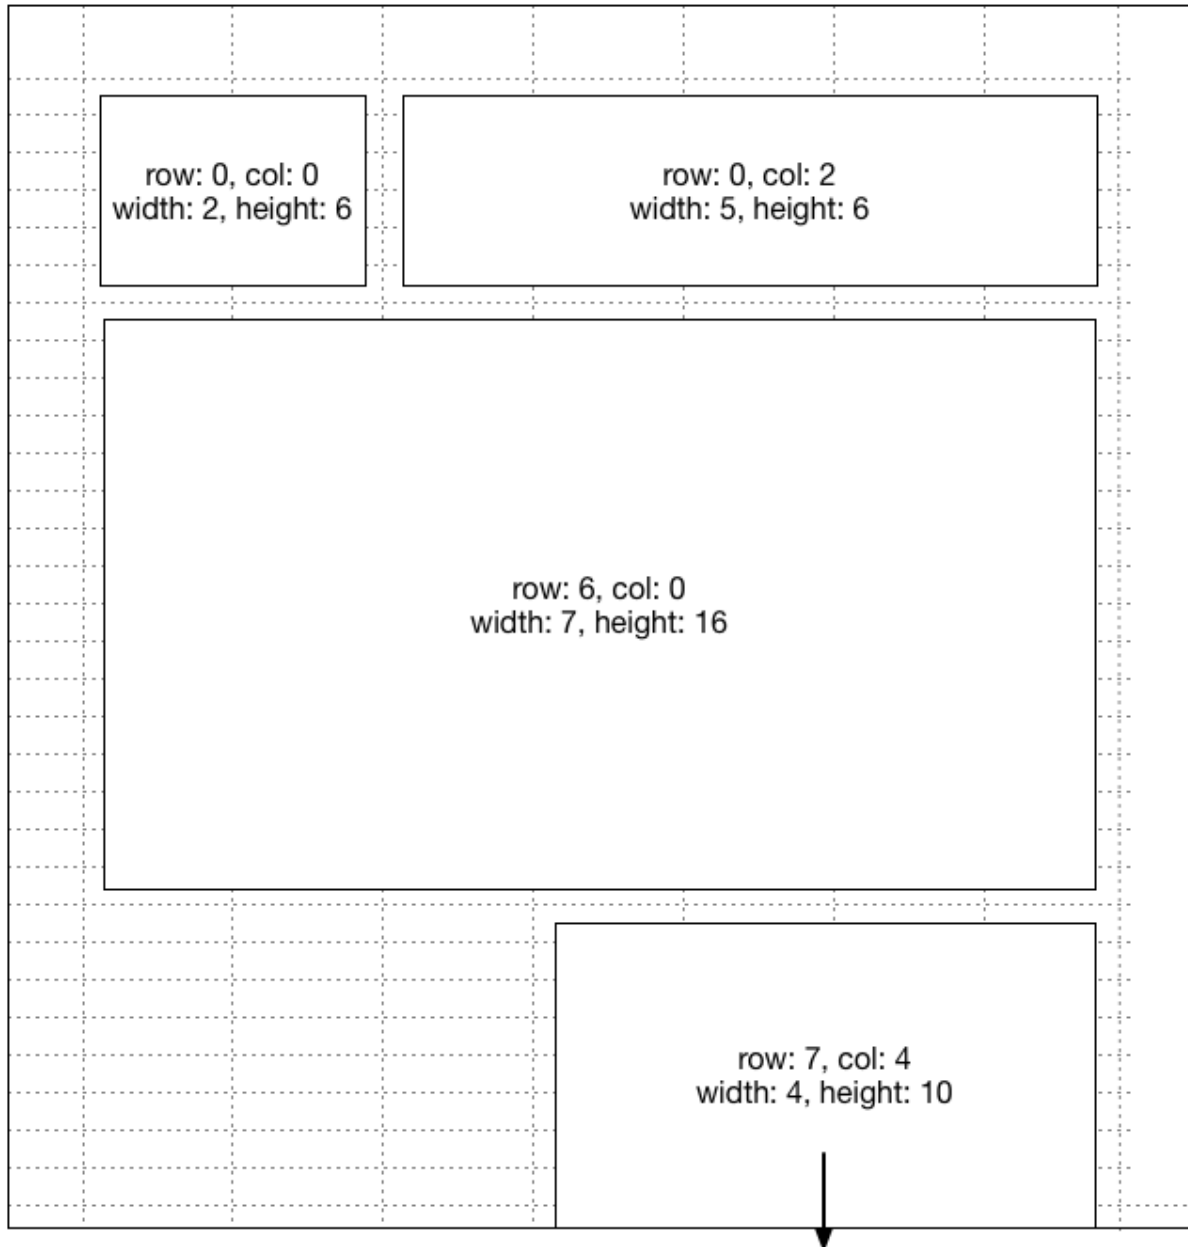 row: 0, col: 0
width: 2, height: 6
row: 0, col: 2
width: 5, height: 6
row: 6, col: 0
width: 7, height: 16
row: 7, col: 4
width: 4, height: 10